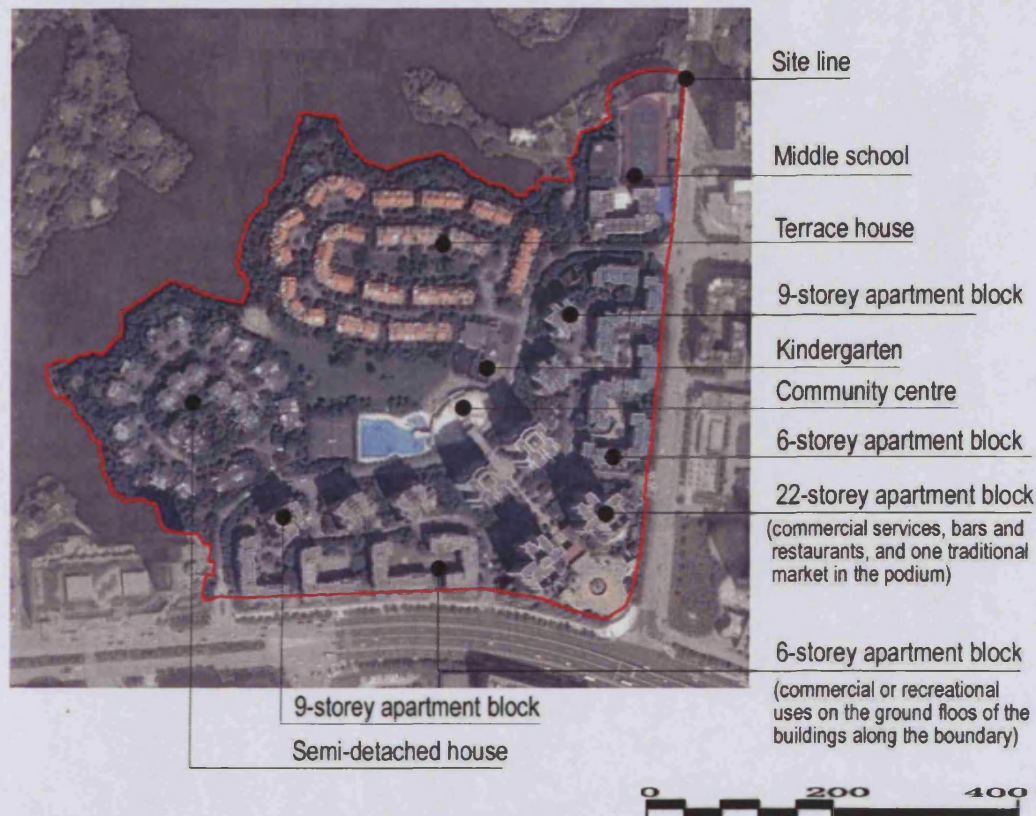 Site line
Middle school
Terrace house
9-storey apartment block
Kindergarten
Community centre
6-storey apartment block
22-storey apartment block
(commercial services, bars and
restaurants, and one traditional
market in the podium)
6-storey apartment block
(commercial or recreational
uses on the ground floos of the
buildings along the boundary)
9-storey apartment block
Semi-detached house
0 200 400